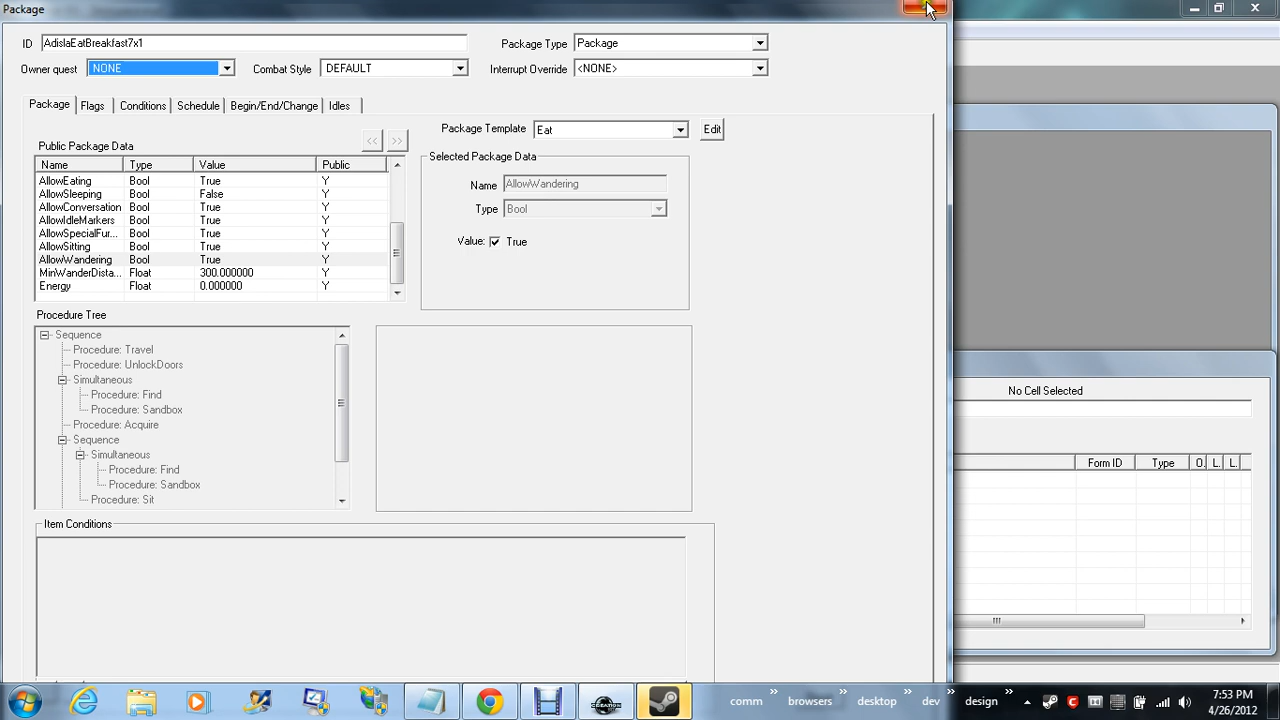 Package
ID AdislaEatBreakfast7x1 Package Type Package
Owner quest NONE Combat Style DEFAULT Interrupt Override <NONE>
Package Flags Conditions Schedule Begin/End/Change Idles
Package Template Eat Edit
Public Package Data << >>
Selected Package Data
Name Type Value Public
AllowEating Bool True Y
AllowSleeping Bool False Y
AllowConversation Bool True Y
AllowIdleMarkers Bool True Y
AllowSpecialFur... Bool True Y
AllowSitting Bool True Y
AllowWandering Bool True Y
MinWanderDista... Float 300.000000 Y
Energy Float 0.000000 Y
Name AllowWandering
Type Bool
Value: True
Procedure Tree
Sequence
Procedure: Travel
Procedure: UnlockDoors
Simultaneous
Procedure: Find
Procedure: Sandbox
Procedure: Acquire
Sequence
Simultaneous
Procedure: Find
Procedure: Sandbox
Procedure: Sit
Item Conditions
No Cell Selected
Form ID Type O. L. L.
comm » browsers » desktop » dev » design »
7:53 PM
4/26/2012